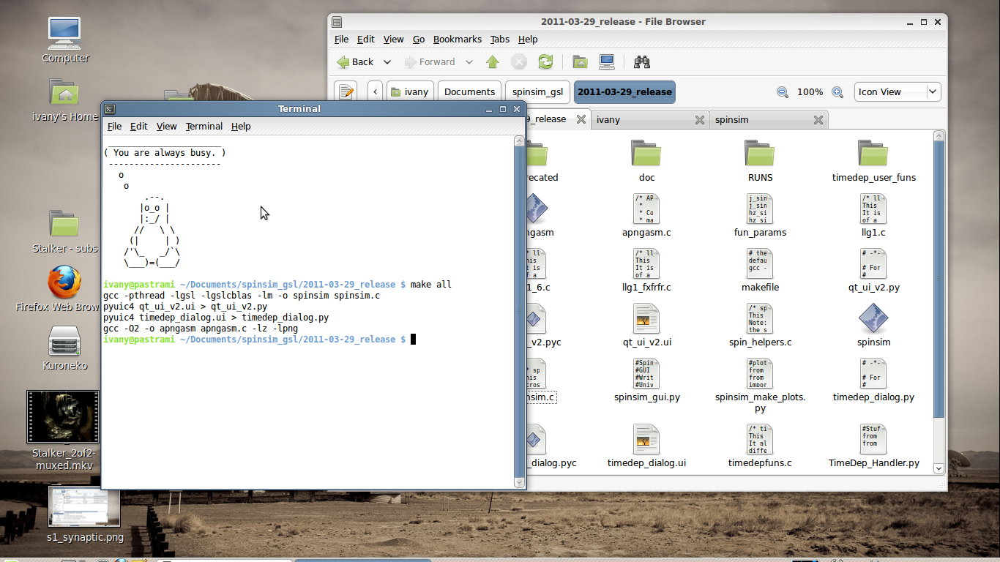 Computer
ivany's Home
Stalker - subs
Firefox Web Brow
Kuroneko
Stalker_2of2-
muxed.mkv
s1_synaptic.png
2011-03-29_release - File Browser
File Edit View Go Bookmarks Tabs Help
Back Forward
ivany Documents spinsim_gsl 2011-03-29_release 100% Icon View
9_release ivany spinsim
recated doc RUNS timedep_user_funs
ngasm apngasm.c fun_params llg1.c
1_6.c llg1_fxfrfr.c makefile qt_ui_v2.py
_v2.pyc qt_ui_v2.ui spin_helpers.c spinsim
nsim.c spinsim_gui.py spinsim_make_plots.
py
timedep_dialog.py
_dialog.pyc timedep_dialog.ui timedepfuns.c TimeDep_Handler.py
Terminal
File Edit View Terminal Help
______________________
( You are always busy. )
----------------------
o
o
.--.
|o_o |
|:_/ |
// \ \
(| | )
/'\_ _/`\
\___)=(___/
ivany@pastrami ~/Documents/spinsim_gsl/2011-03-29_release $ make all
gcc -pthread -lgsl -lgslcblas -lm -o spinsim spinsim.c
pyuic4 qt_ui_v2.ui > qt_ui_v2.py
pyuic4 timedep_dialog.ui > timedep_dialog.py
gcc -O2 -o apngasm apngasm.c -lz -lpng
ivany@pastrami ~/Documents/spinsim_gsl/2011-03-29_release $